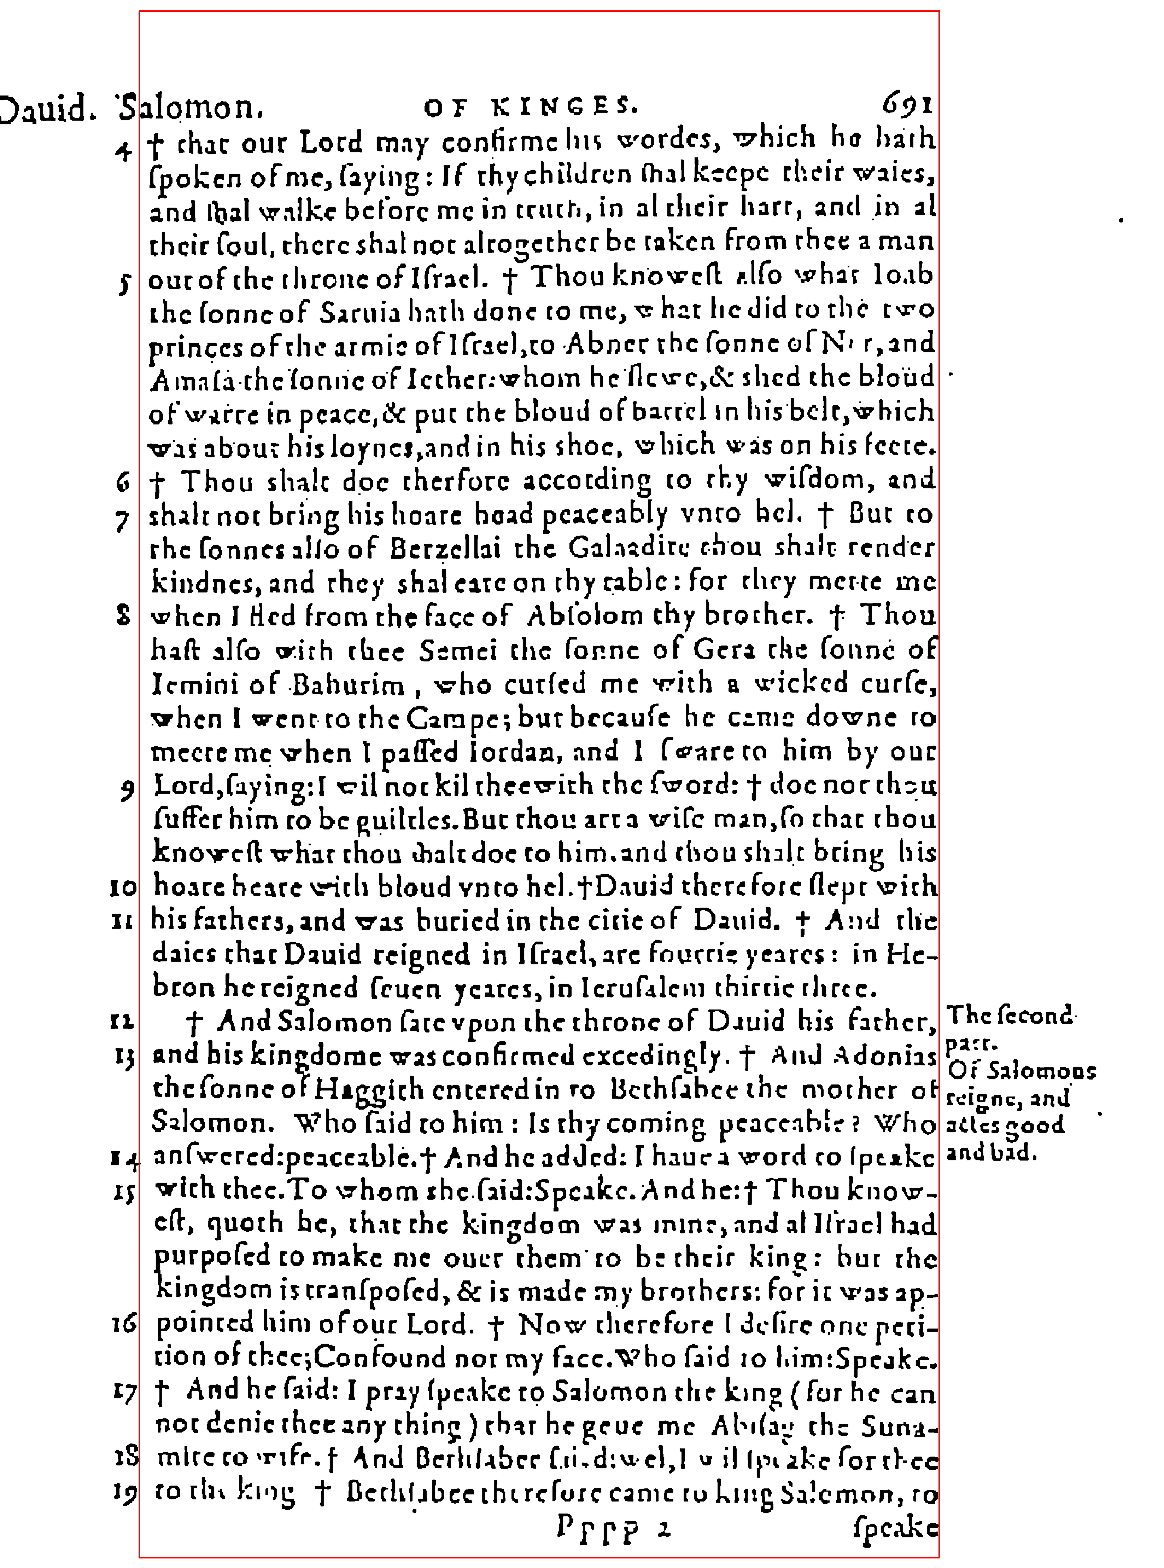 Dauid. Salomon. OF KINGES. 691
4 † that our Lord may confirme his wordes, which he hath
ſpoken of me, ſaying: If thy children ſhal keepe their waies,
and ſhal walke before me in truth, in al their hart, and in al
their ſoul, there shal not altogether be taken from thee a man
5 out of the throne of Iſrael. † Thou knoweſt alſo what Ioab
the ſonne of Saruia hath done to me, what he did to the two
princes of the armie of Iſrael, to Abner the ſonne of Ner, and
Amaſa the ſonne of Iether: whom he ſlewe, & shed the bloud
of warre in peace, & put the bloud of battel in his belt, which
was about his loynes, and in his shoe, which was on his feete.
6 † Thou shalt doe therfore according to thy wiſdom, and
7 shalt not bring his hoare head peaceably vnto hel. † But to
the ſonnes alſo of Berzellai the Galaadite thou shalt render
kindnes, and they shal eate on thy table: for they mette me
8 when I fled from the face of Abſolom thy brother. † Thou
haſt alſo with thee Semei the ſonne of Gera the ſonne of
Iemini of Bahurim, who curſed me with a wicked curſe,
when I went to the Campe; but becauſe he came downe to
meete me when I paſſed Iordan, and I ſware to him by our
9 Lord, ſaying: I wil not kil thee with the ſword: † doe not thou
ſuffer him to be guiltles. But thou art a wiſe man, ſo that thou
knoweſt what thou ſhalt doe to him. and thou shalt bring his
10 hoare heare with bloud vnto hel. † Dauid therefore ſlept with
11 his fathers, and was buried in the citie of Dauid. † And the
daies that Dauid reigned in Iſrael, are fourtie yeares: in He-
bron he reigned ſeuen yeares, in Ieruſalem thirtie three.
12 † And Salomon ſate vpon the throne of Dauid his father,
13 and his kingdome was confirmed excedingly. † And Adonias
the ſonne of Haggith entered in to Bethſabee the mother of
Salomon. Who ſaid to him: Is thy coming peaceable? Who
14 anſwered: peaceable. † And he added: I haue a word to ſpeake
15 with thee. To whom she ſaid: Speake. And he: † Thou know-
eſt, quoth he, that the kingdom was mine, and al Iſrael had
purpoſed to make me ouer them to be their king: but the
kingdom is tranſpoſed, & is made my brothers: for it was ap-
16 pointed him of our Lord. † Now therefore I deſire one peti-
tion of thee; Confound not my face. Who ſaid to him: Speake.
17 † And he ſaid: I pray ſpeake to Salomon the king (for he can
not denie thee any thing) that he geue me Abiſag the Suna-
18 mite to wife. † And Bethſabee ſaid: wel, I wil ſpeake for thee
19 to the king † Bethſabee therefore came to king Salomon, to
Pppp 2 ſpeake
The ſecond
part.
Of Salomons
reigne, and
actes good
and bad.